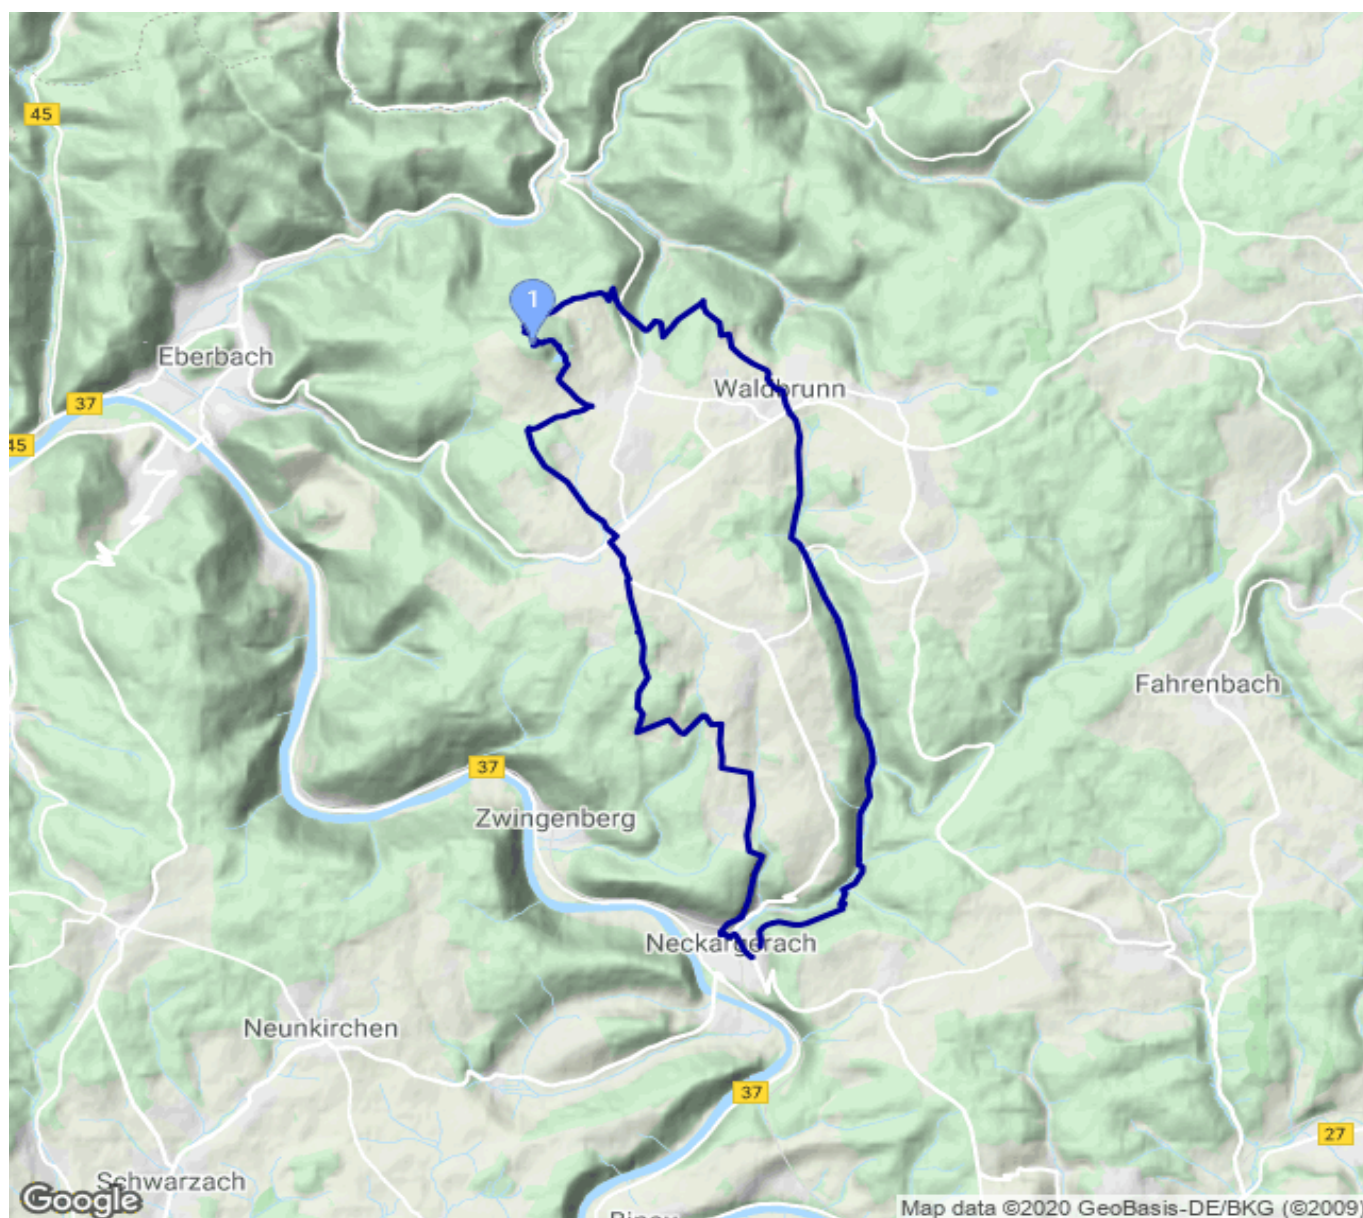 45
1
Eberbach
Waldbrunn
37
45
Fahrenbach
37
Zwingenberg
Neckargerach
Neunkirchen
37
27
Schwarzach
Google
Map data ©2020 GeoBasis-DE/BKG (©2009)